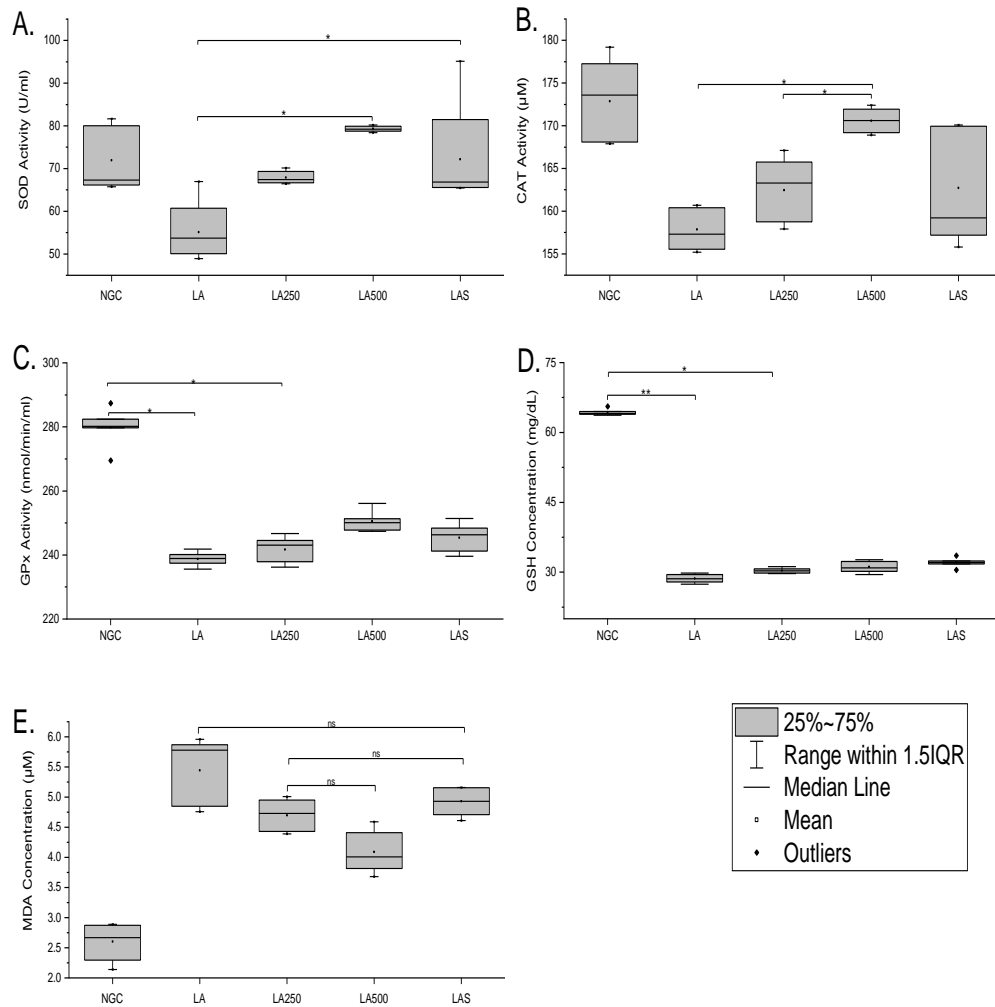 A.
SOD Activity (U/ml)
100
90
80
70
60
50
*
*
NGC LA LA250 LA500 LAS
B.
CAT Activity (μM)
180
175
170
165
160
155
*
*
NGC LA LA250 LA500 LAS
C.
GPx Activity (nmol/min/ml)
300
280
260
240
220
*
*
NGC LA LA250 LA500 LAS
D.
GSH Concentration (mg/dL)
75
60
45
30
*
**
NGC LA LA250 LA500 LAS
E.
MDA Concentration (μM)
6.0
5.5
5.0
4.5
4.0
3.5
3.0
2.5
2.0
ns
ns
ns
NGC LA LA250 LA500 LAS
25%~75%
Range within 1.5IQR
Median Line
Mean
Outliers